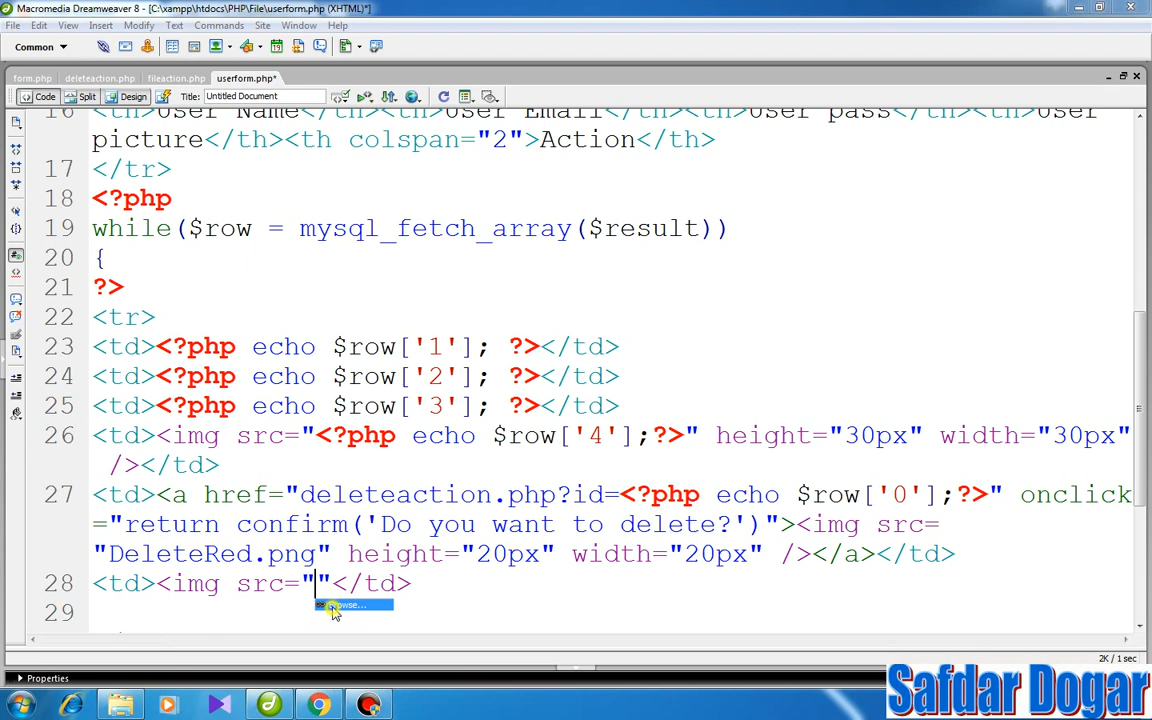 Macromedia Dreamweaver 8 - [C:\xampp\htdocs\PHP\File\userform.php (XHTML)*]
File Edit View Insert Modify Text Commands Site Window Help
Common
form.php deleteaction.php fileaction.php userform.php*
Code Split Design Title: Untitled Document
16 <th>User Name</th><th>User Email</th><th>User pass</th><th>User
picture</th><th colspan="2">Action</th>
17 </tr>
18 <?php
19 while($row = mysql_fetch_array($result))
20 {
21 ?>
22 <tr>
23 <td><?php echo $row['1']; ?></td>
24 <td><?php echo $row['2']; ?></td>
25 <td><?php echo $row['3']; ?></td>
26 <td><img src="<?php echo $row['4'];?>" height="30px" width="30px"
/></td>
27 <td><a href="deleteaction.php?id=<?php echo $row['0'];?>" onclick
="return confirm('Do you want to delete?')"><img src=
"DeleteRed.png" height="20px" width="20px" /></a></td>
28 <td><img src=""</td>
Browse...
29
2K / 1 sec
Properties
Safdar Dogar